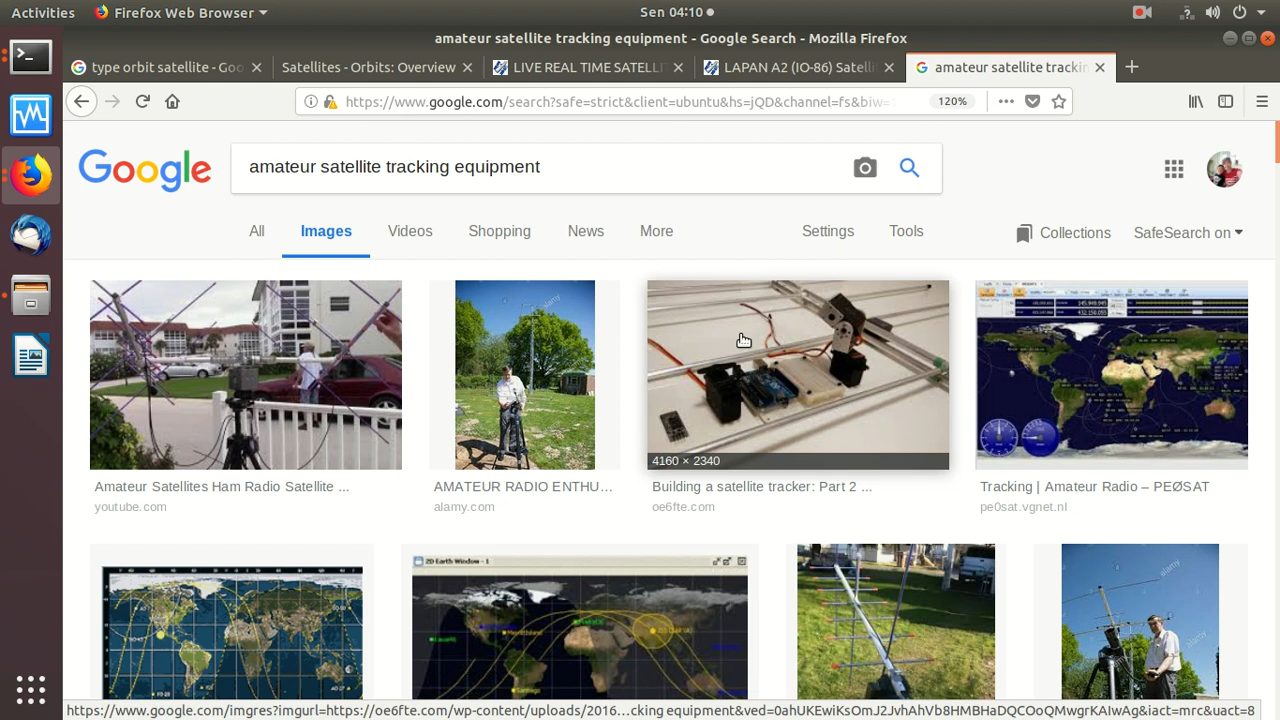 Activities Firefox Web Browser Sen 04:10
amateur satellite tracking equipment - Google Search - Mozilla Firefox
type orbit satellite - Goo Satellites - Orbits: Overview LIVE REAL TIME SATELLIT LAPAN A2 (IO-86) Satelli amateur satellite trackin
https://www.google.com/search?safe=strict&client=ubuntu&hs=jQD&channel=fs&biw= 120%
Google amateur satellite tracking equipment
All Images Videos Shopping News More Settings Tools Collections SafeSearch on
alamy
4160 × 2340
Amateur Satellites Ham Radio Satellite ... AMATEUR RADIO ENTHU... Building a satellite tracker: Part 2 ... Tracking | Amateur Radio – PEØSAT
youtube.com alamy.com oe6fte.com pe0sat.vgnet.nl
2D Earth Window - 1
alamy
Santiago
https://www.google.com/imgres?imgurl=https://oe6fte.com/wp-content/uploads/2016...cking equipment&ved=0ahUKEwiKsOmJ2JvhAhVb8HMBHaDQCOoQMwgrKAIwAg&iact=mrc&uact=8